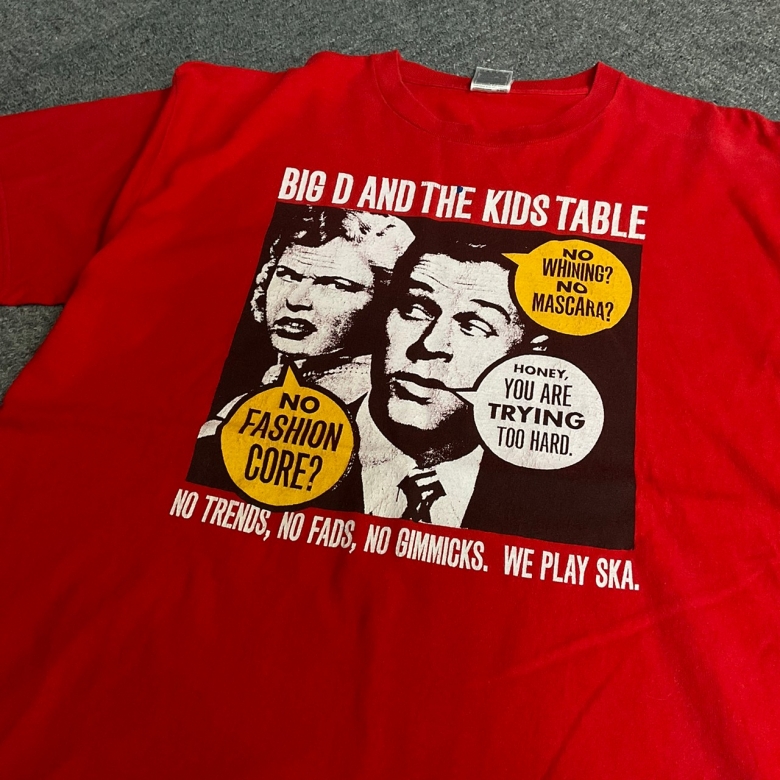 BIG D AND THE KIDS TABLE
NO
WHINING?
NO
MASCARA?
HONEY,
YOU ARE
TRYING
TOO HARD.
NO
FASHION
CORE?
NO TRENDS, NO FADS, NO GIMMICKS. WE PLAY SKA.